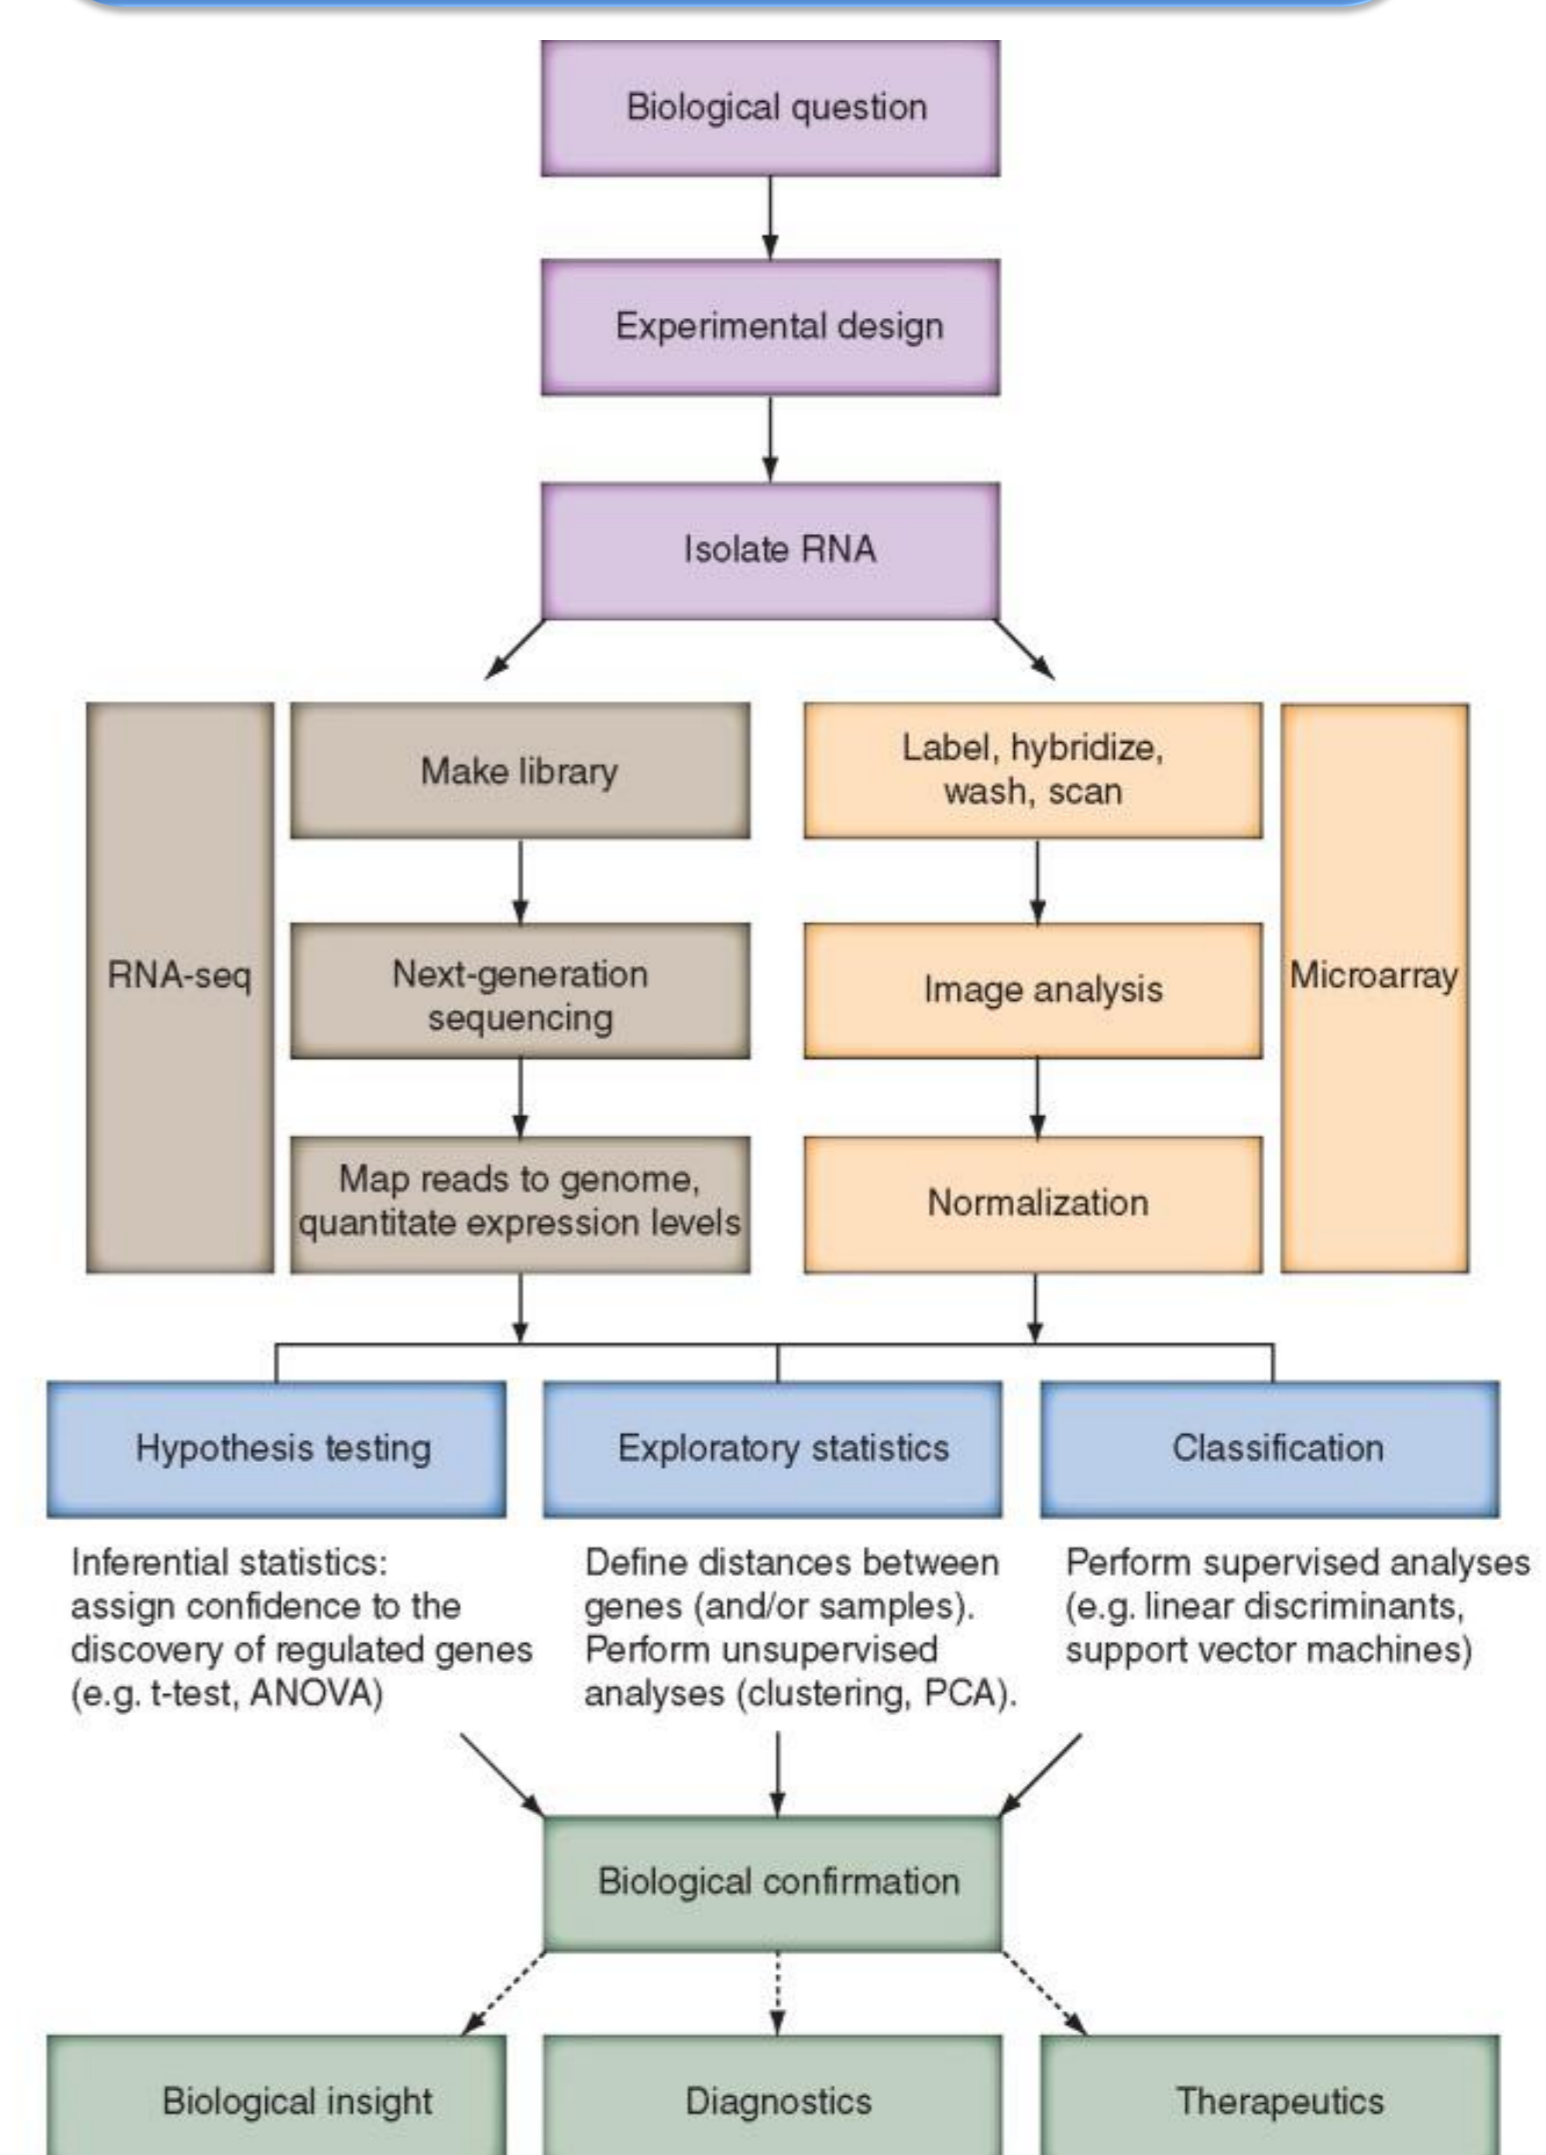 Biological question
Experimental design
Isolate RNA
RNA-seq
Make library
Next-generation
sequencing
Map reads to genome,
quantitate expression levels
Label, hybridize,
wash, scan
Image analysis
Normalization
Microarray
Hypothesis testing
Inferential statistics:
assign confidence to the
discovery of regulated genes
(e.g. t-test, ANOVA)
Exploratory statistics
Define distances between
genes (and/or samples).
Perform unsupervised
analyses (clustering, PCA).
Classification
Perform supervised analyses
(e.g. linear discriminants,
support vector machines)
Biological confirmation
Biological insight
Diagnostics
Therapeutics